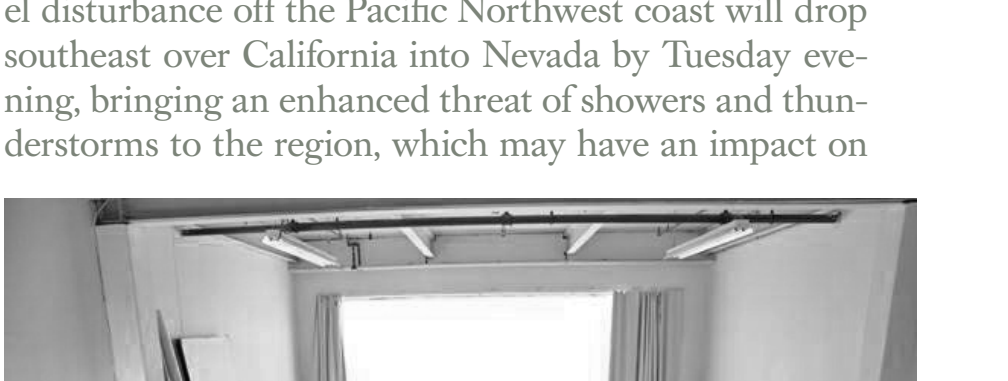 el disturbance off the Pacific Northwest coast will drop
southeast over California into Nevada by Tuesday eve-
ning, bringing an enhanced threat of showers and thun-
derstorms to the region, which may have an impact on